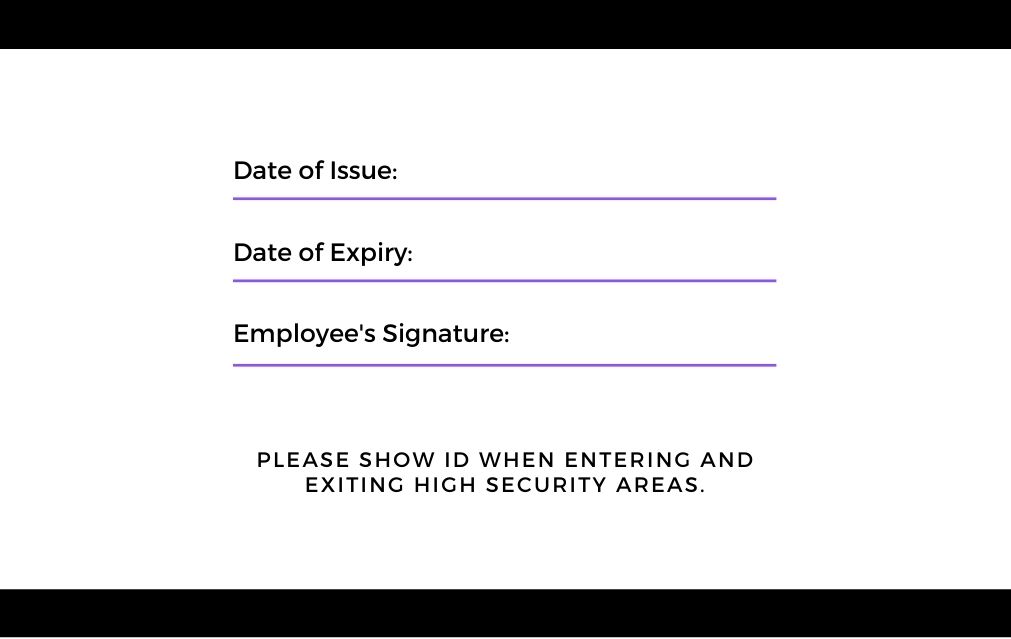 Date of Issue:
Date of Expiry:
Employee's Signature:
PLEASE SHOW ID WHEN ENTERING AND
EXITING HIGH SECURITY AREAS.